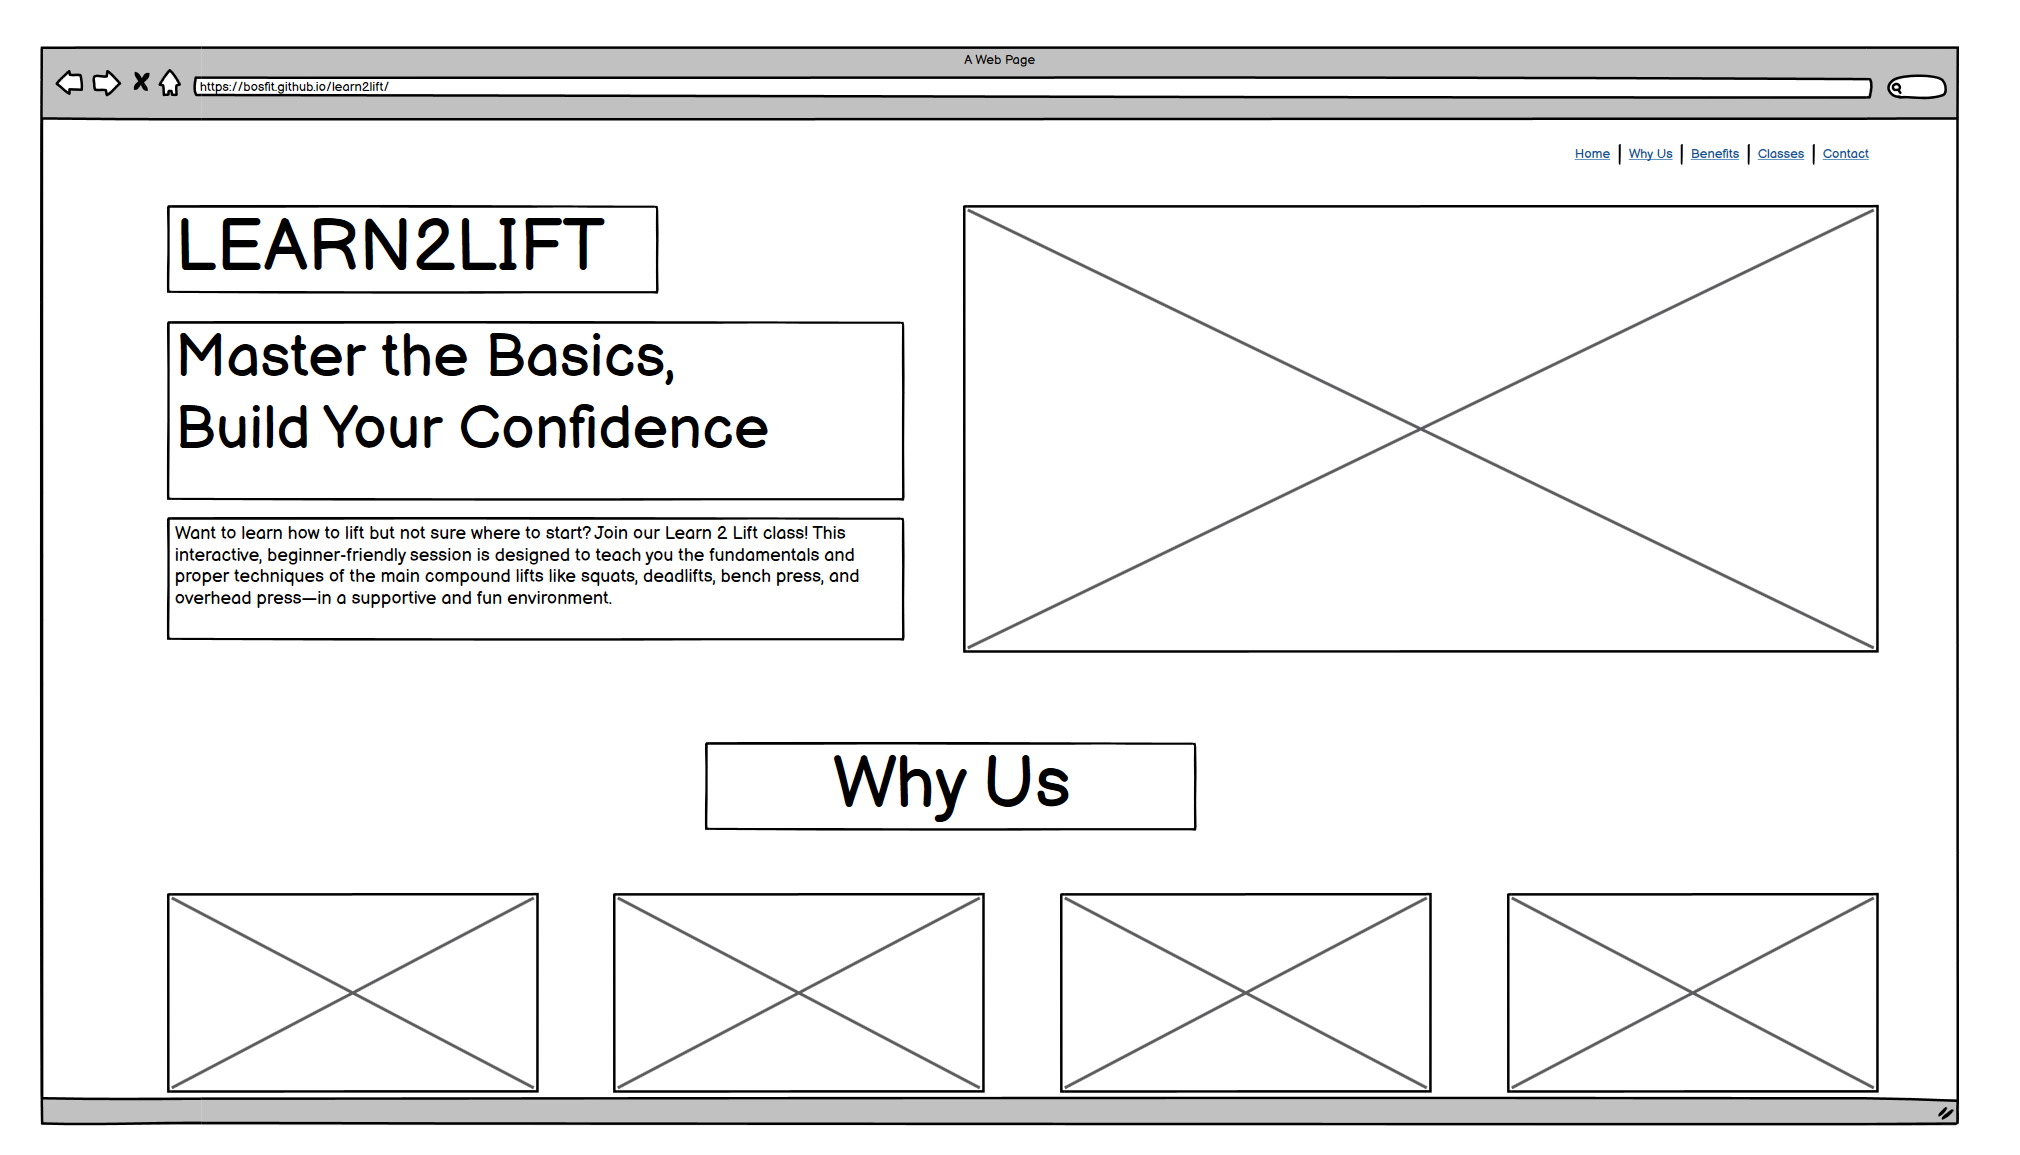 A Web Page
https://bosfit.github.io/learn2lift/
Home Why Us Benefits Classes Contact
LEARN2LIFT
Master the Basics,
Build Your Confidence
Want to learn how to lift but not sure where to start? Join our Learn 2 Lift class! This
interactive, beginner-friendly session is designed to teach you the fundamentals and
proper techniques of the main compound lifts like squats, deadlifts, bench press, and
overhead press—in a supportive and fun environment.
Why Us